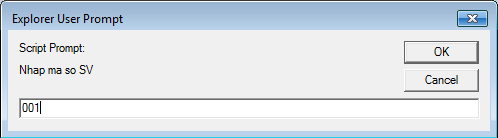 Explorer User Prompt
Script Prompt:
OK
Nhap ma so SV
Cancel
001